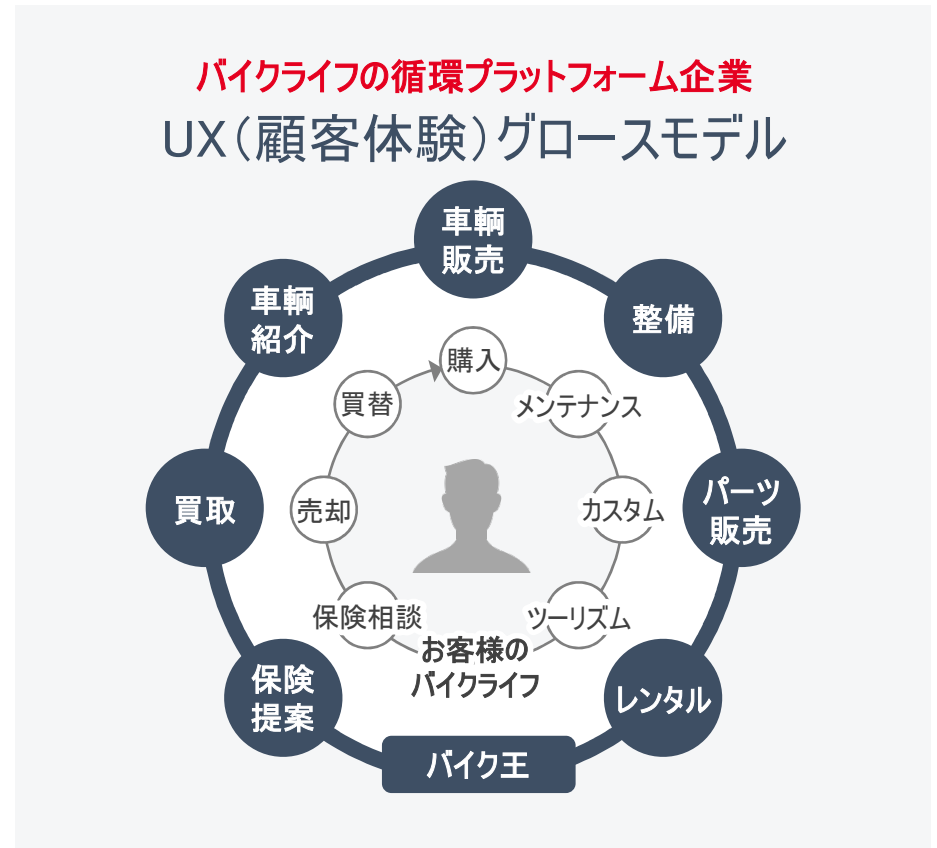 バイクライフの循環プラットフォーム企業
UX（顧客体験）グロースモデル
車輌
販売
車輌
紹介
整備
購入
買替
メンテナンス
買取
売却
カスタム
パーツ
販売
保険相談
ツーリズム
お客様の
バイクライフ
保険
提案
レンタル
バイク王